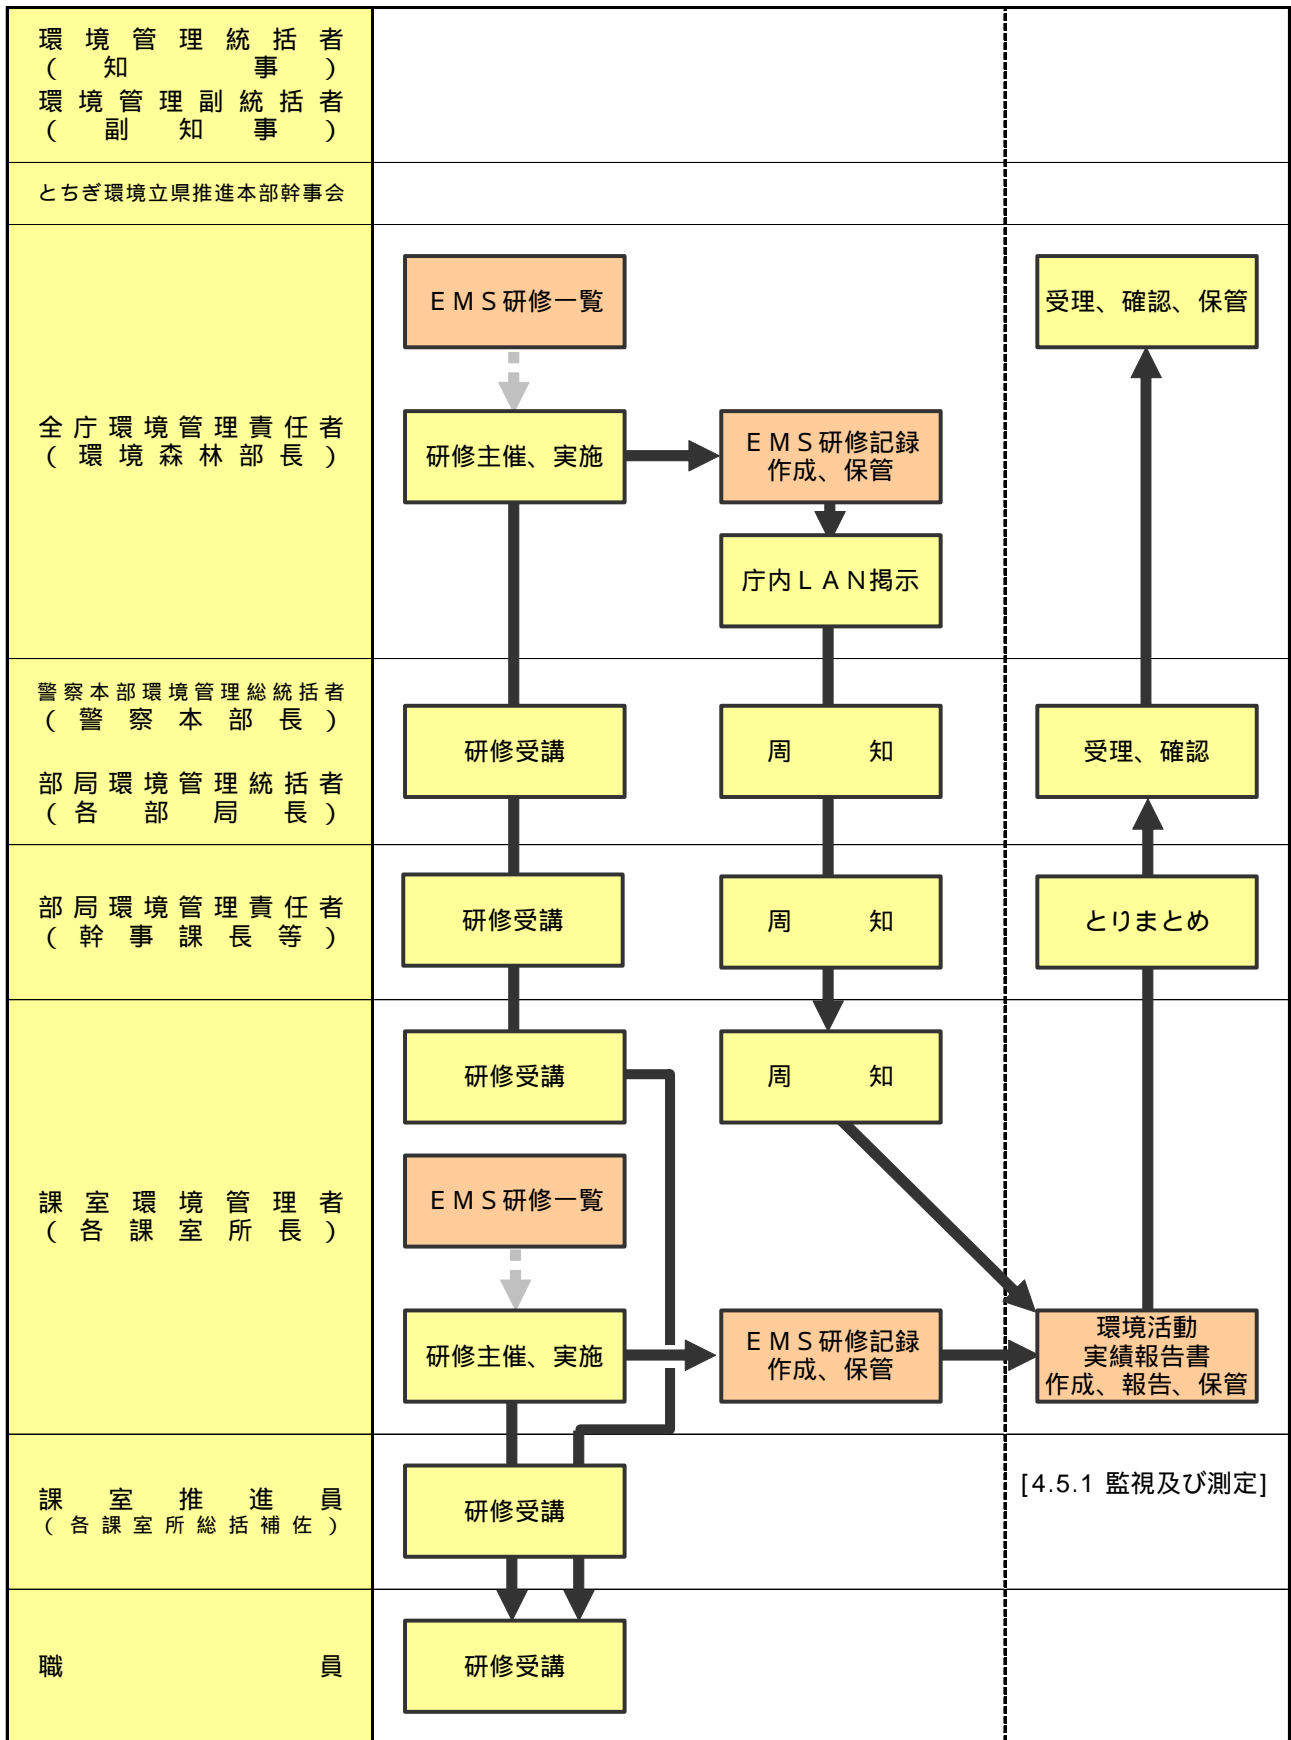 環境管理統括者
（知事）
環境管理副統括者
（副知事）
とちぎ環境立県推進本部幹事会
ＥＭＳ研修一覧
受理、確認、保管
全庁環境管理責任者
（環境森林部長）
研修主催、実施
ＥＭＳ研修記録
作成、保管
庁内ＬＡＮ掲示
警察本部環境管理総統括者
（警察本部長）
部局環境管理統括者
（各部局長）
研修受講
周　　知
受理、確認
部局環境管理責任者
（幹事課長等）
研修受講
周　　知
とりまとめ
課室環境管理者
（各課室所長）
研修受講
周　　知
ＥＭＳ研修一覧
研修主催、実施
ＥＭＳ研修記録
作成、保管
環境活動
実績報告書
作成、報告、保管
課室推進員
（各課室所総括補佐）
研修受講
[4.5.1 監視及び測定]
職員
研修受講